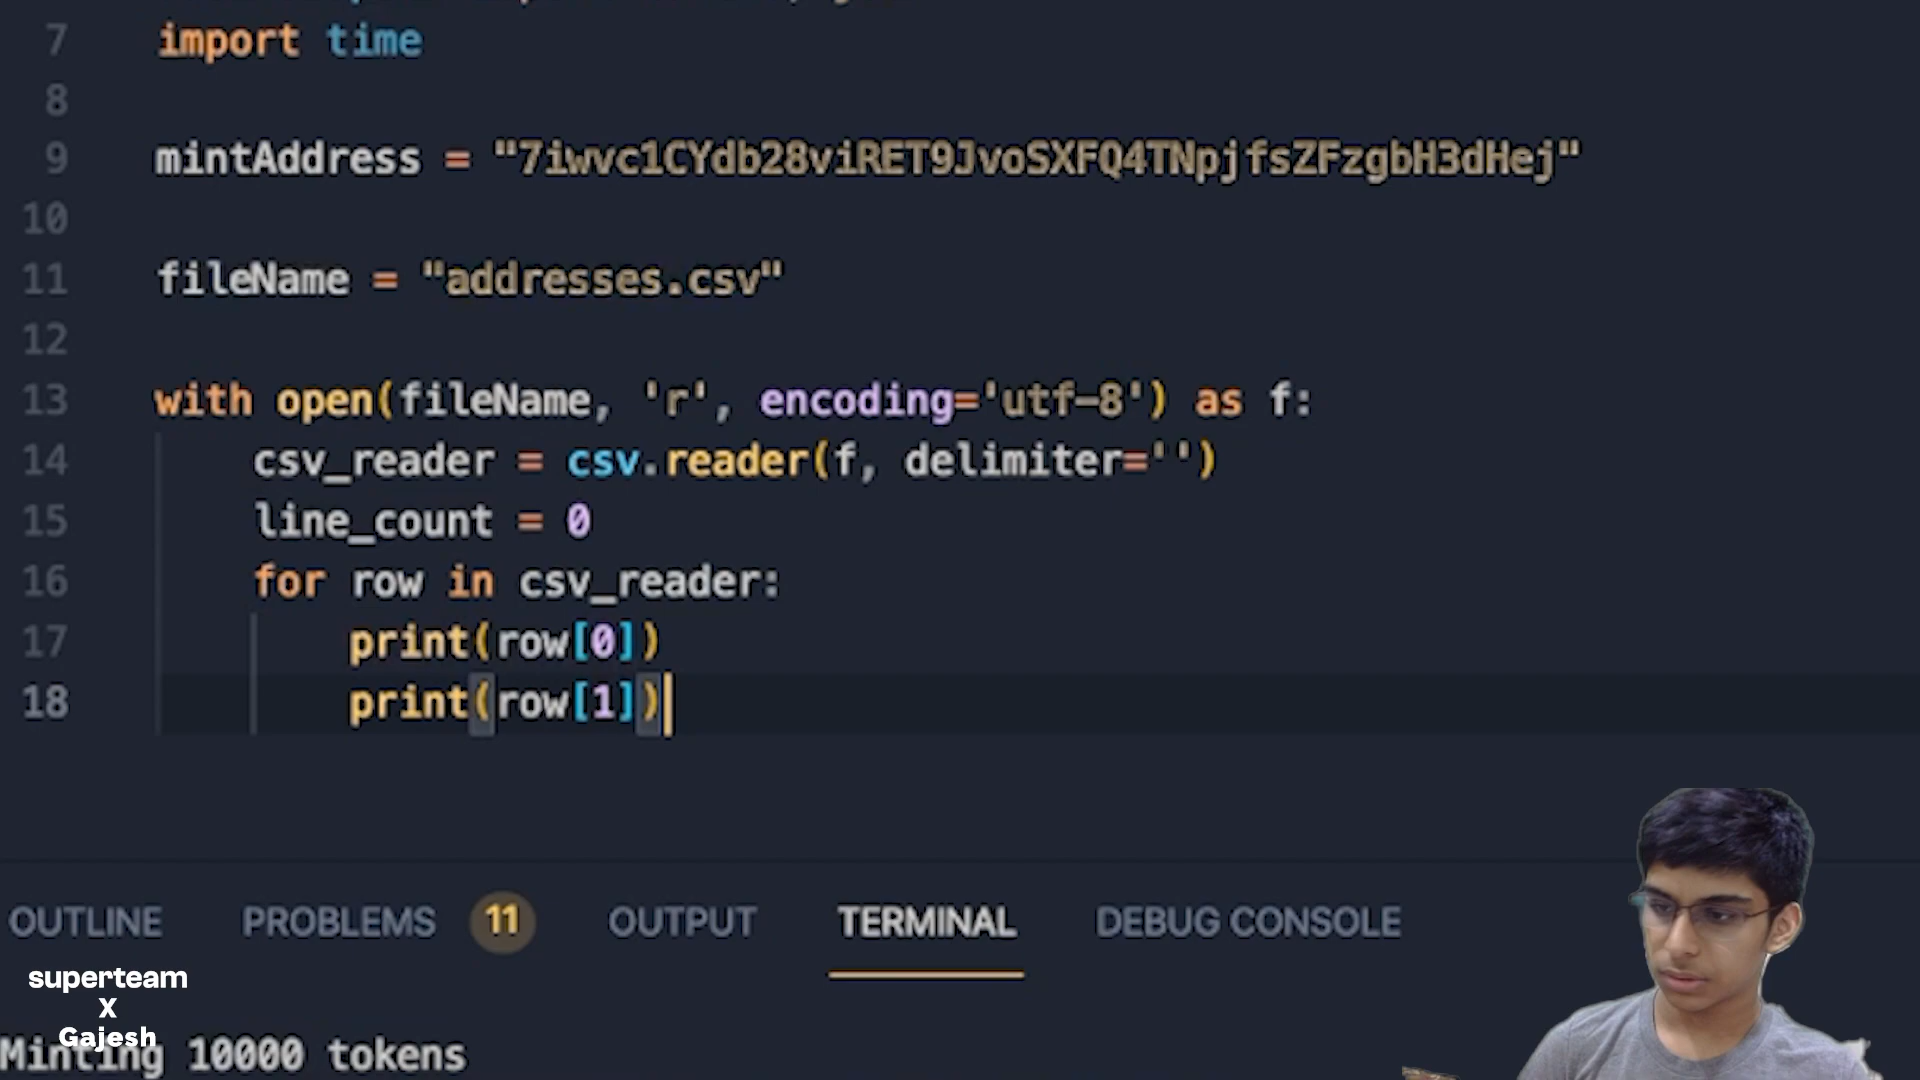 7 import time
8
9 mintAddress = "7iwvc1CYdb28viRET9JvoSXFQ4TNpjfsZFzgbH3dHej"
10
11 fileName = "addresses.csv"
12
13 with open(fileName, 'r', encoding='utf-8') as f:
14 csv_reader = csv.reader(f, delimiter='')
15 line_count = 0
16 for row in csv_reader:
17 print(row[0])
18 print(row[1])
OUTLINE PROBLEMS 11 OUTPUT TERMINAL DEBUG CONSOLE
superteam
X
Gajesh
Minting 10000 tokens